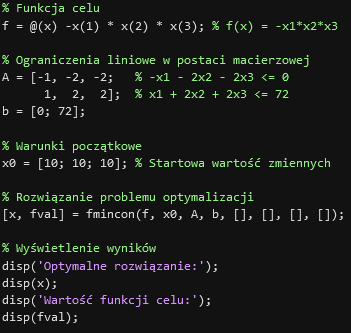 % Funkcja celu
f = @(x) -x(1) * x(2) * x(3); % f(x) = -x1*x2*x3
% Ograniczenia liniowe w postaci macierzowej
A = [-1, -2, -2;   % -x1 - 2x2 - 2x3 <= 0
      1,  2,  2];  % x1 + 2x2 + 2x3 <= 72
b = [0; 72];
% Warunki początkowe
x0 = [10; 10; 10]; % Startowa wartość zmiennych
% Rozwiązanie problemu optymalizacji
[x, fval] = fmincon(f, x0, A, b, [], [], [], []);
% Wyświetlenie wyników
disp('Optymalne rozwiązanie:');
disp(x);
disp('Wartość funkcji celu:');
disp(fval);